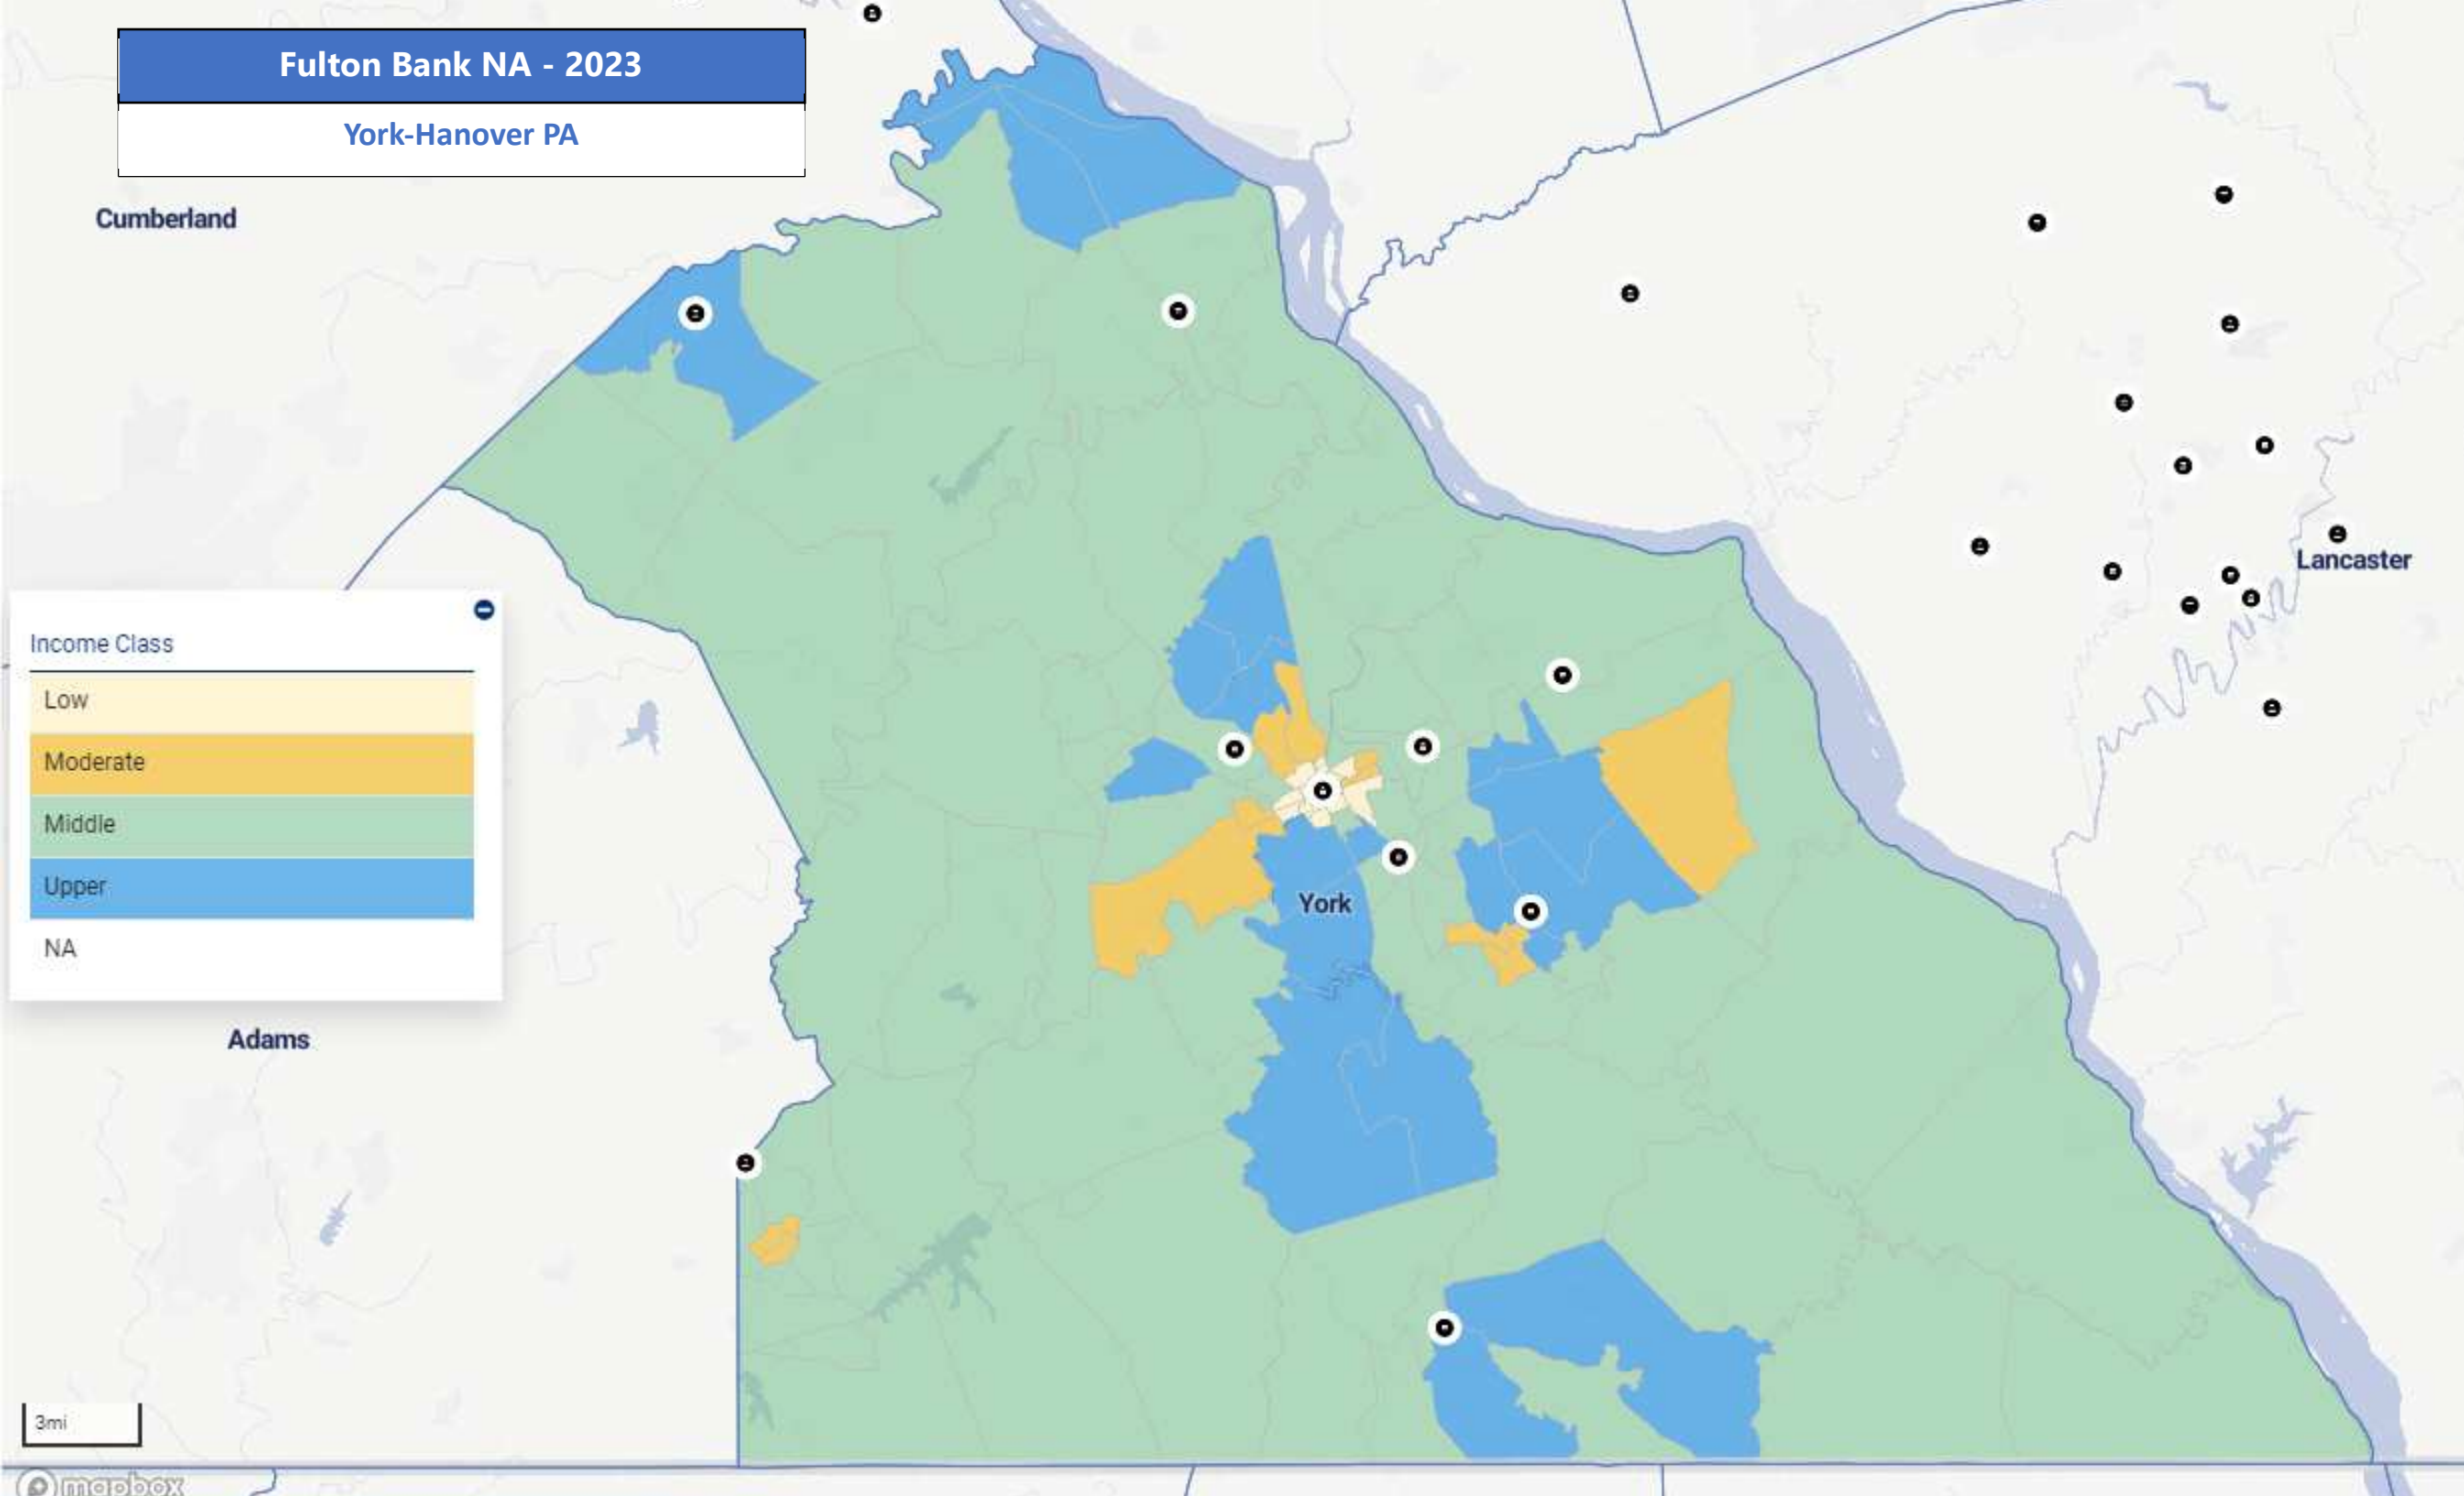 Fulton Bank NA - 2023
York-Hanover PA
Cumberland
Lancaster
Income Class
Low
Moderate
Middle
Upper
NA
York
Adams
3mi
mapbox